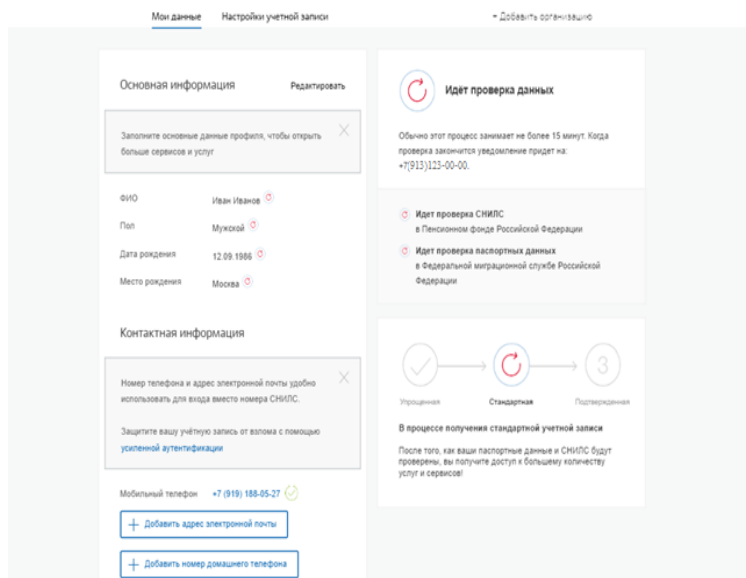 Мои данные
Настройки учетной записи
+ Добавить организацию
Основная информация
Редактировать
Заполните основные данные профиля, чтобы открыть
больше сервисов и услуг
ФИО
Иван Иванов
Пол
Мужской
Дата рождения
12.09.1986
Место рождения
Москва
Контактная информация
Номер телефона и адрес электронной почты удобно
использовать для входа вместо номера СНИЛС.
Защитите вашу учётную запись от взлома с помощью
усиленной аутентификации
Мобильный телефон
+7 (919) 188-05-27
+ Добавить адрес электронной почты
+ Добавить номер домашнего телефона
Идёт проверка данных
Обычно этот процесс занимает не более 15 минут. Когда
проверка закончится уведомление придет на:
+7(913)123-00-00.
Идет проверка СНИЛС
в Пенсионном фонде Российской Федерации
Идет проверка паспортных данных
в Федеральной миграционной службе Российской
Федерации
3
Упрощенная
Стандартная
Подтвержденная
В процессе получения стандартной учетной записи
После того, как ваши паспортные данные и СНИЛС будут
проверены, вы получите доступ к большему количеству
услуг и сервисов!